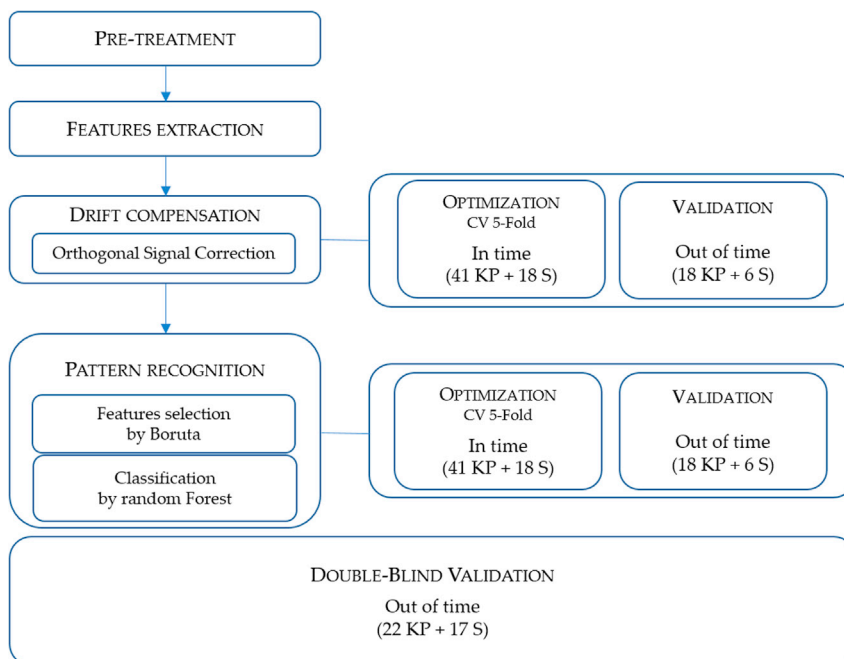 PRE-TREATMENT
FEATURES EXTRACTION
DRIFT COMPENSATION
Orthogonal Signal Correction
OPTIMIZATION
CV 5-Fold
In time
(41 KP + 18 S)
VALIDATION
Out of time
(18 KP + 6 S)
PATTERN RECOGNITION
Features selection
by Boruta
Classification
by random Forest
OPTIMIZATION
CV 5-Fold
In time
(41 KP + 18 S)
VALIDATION
Out of time
(18 KP + 6 S)
DOUBLE-BLIND VALIDATION
Out of time
(22 KP + 17 S)